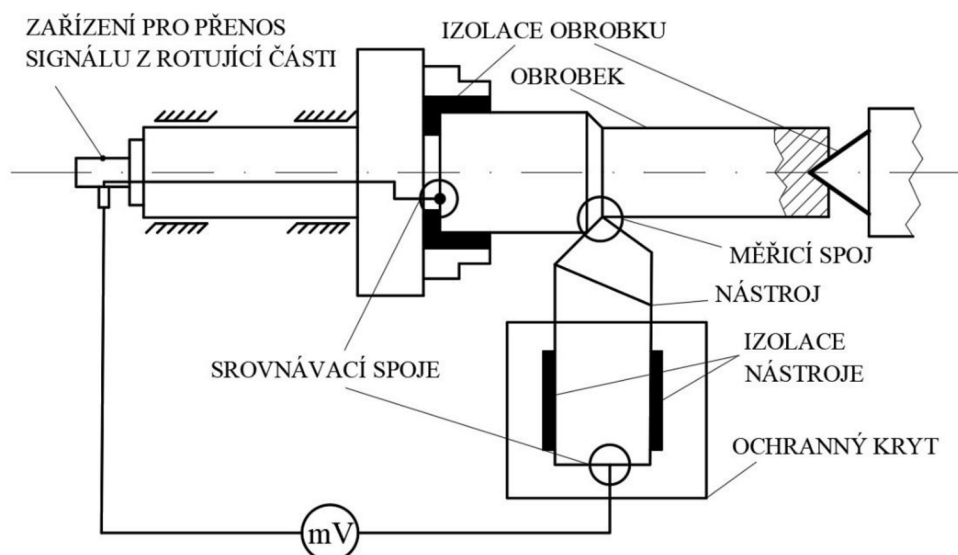 ZAŘÍZENÍ PRO PŘENOS
SIGNÁLU Z ROTUJÍCÍ ČÁSTI
IZOLACE OBROBKU
OBROBEK
MĚŘICÍ SPOJ
NÁSTROJ
SROVNÁVACÍ SPOJE
IZOLACE
NÁSTROJE
OCHRANNÝ KRYT
mV